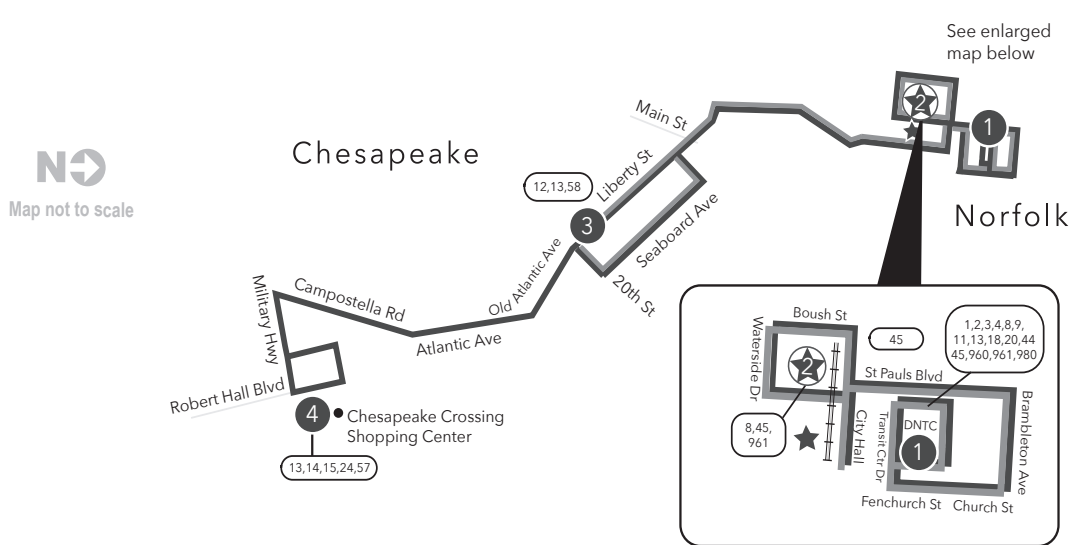 See enlarged
map below
2
1
Main St
Chesapeake
N
Map not to scale
Liberty St
12,13,58
3
Seaboard Ave
Norfolk
Old Atlantic Ave
20th St
Military Hwy
Campostella Rd
Atlantic Ave
Robert Hall Blvd
4
Chesapeake Crossing
Shopping Center
13,14,15,24,57
Boush St
Waterside Dr
45
1,2,3,4,8,9,
11,13,18,20,44
45,960,961,980
2
St Pauls Blvd
8,45,
961
City Hall
Transit Ctr Dr
DNTC
1
Brambleton Ave
Fenchurch St
Church St